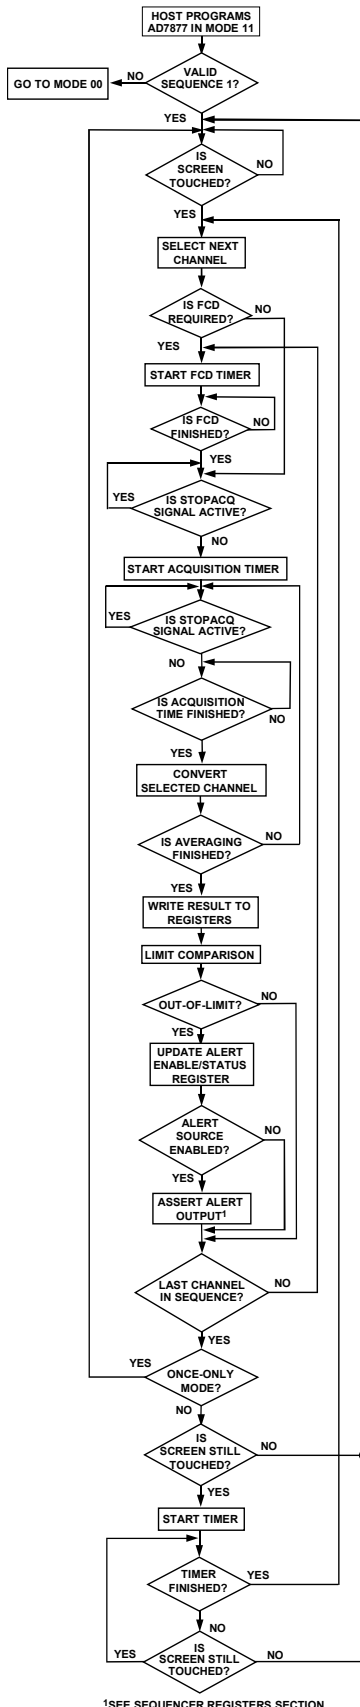 HOST PROGRAMS
AD7877 IN MODE 11
VALID
SEQUENCE 1?
NO
GO TO MODE 00
YES
IS
SCREEN
TOUCHED?
NO
YES
SELECT NEXT
CHANNEL
IS FCD
REQUIRED?
NO
YES
START FCD TIMER
IS FCD
FINISHED?
NO
YES
IS STOPACQ
SIGNAL ACTIVE?
YES
NO
START ACQUISITION TIMER
YES
IS STOPACQ
SIGNAL ACTIVE?
NO
IS ACQUISITION
TIME FINISHED?
NO
YES
CONVERT
SELECTED CHANNEL
IS AVERAGING
FINISHED?
NO
YES
WRITE RESULT TO
REGISTERS
LIMIT COMPARISON
OUT-OF-LIMIT?
NO
YES
UPDATE ALERT
ENABLE/STATUS
REGISTER
ALERT
SOURCE
ENABLED?
NO
YES
ASSERT ALERT
OUTPUT1
LAST CHANNEL
IN SEQUENCE?
NO
YES
YES
ONCE-ONLY
MODE?
NO
IS
SCREEN STILL
TOUCHED?
NO
YES
START TIMER
TIMER
FINISHED?
YES
NO
IS
SCREEN STILL
TOUCHED?
YES
NO
1SEE SEQUENCER REGISTERS SECTION